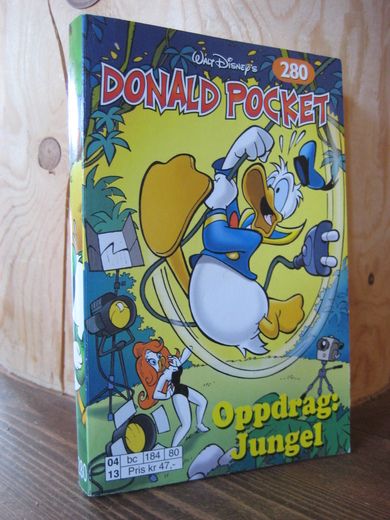 Walt Disney's
280
DONALD POCKET
Oppdrag:
Jungel
04 bc 184 80
13 Pris kr 47,-